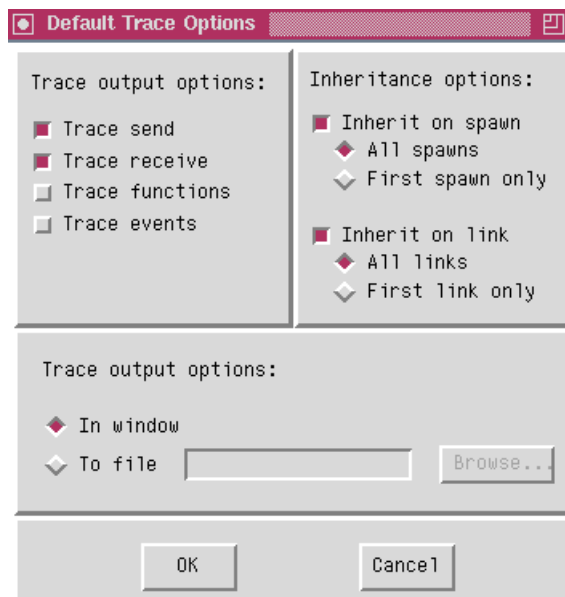 Default Trace Options
Trace output options:
Trace send
Trace receive
Trace functions
Trace events
Inheritance options:
Inherit on spawn
All spawns
First spawn only
Inherit on link
All links
First link only
Trace output options:
In window
To file
Browse...
OK
Cancel